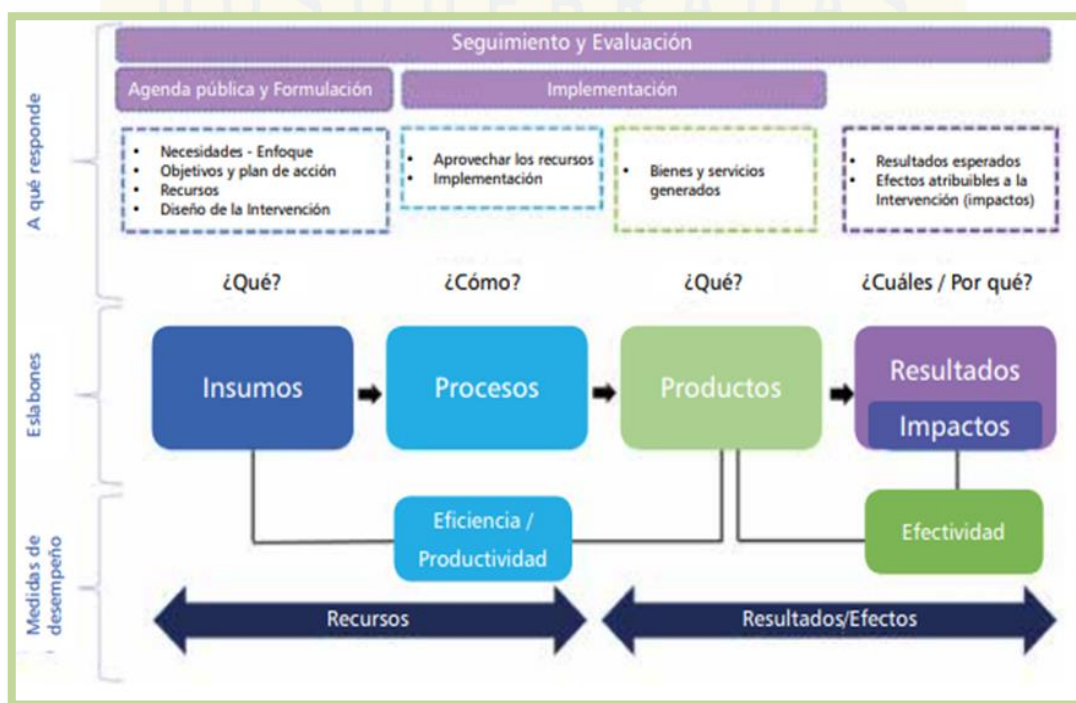 DOSQUEBRADAS
Seguimiento y Evaluación
Agenda pública y Formulación
Implementación
A qué responde
• Necesidades - Enfoque
• Objetivos y plan de acción
• Recursos
• Diseño de la Intervención
• Aprovechar los recursos
• Implementación
• Bienes y servicios
generados
• Resultados esperados
• Efectos atribuibles a la
Intervención (impactos)
¿Qué?
¿Cómo?
¿Qué?
¿Cuáles / Por qué?
Eslabones
Insumos
Procesos
Productos
Resultados
Impactos
Medidas de
desempeño
Eficiencia /
Productividad
Efectividad
Recursos
Resultados/Efectos